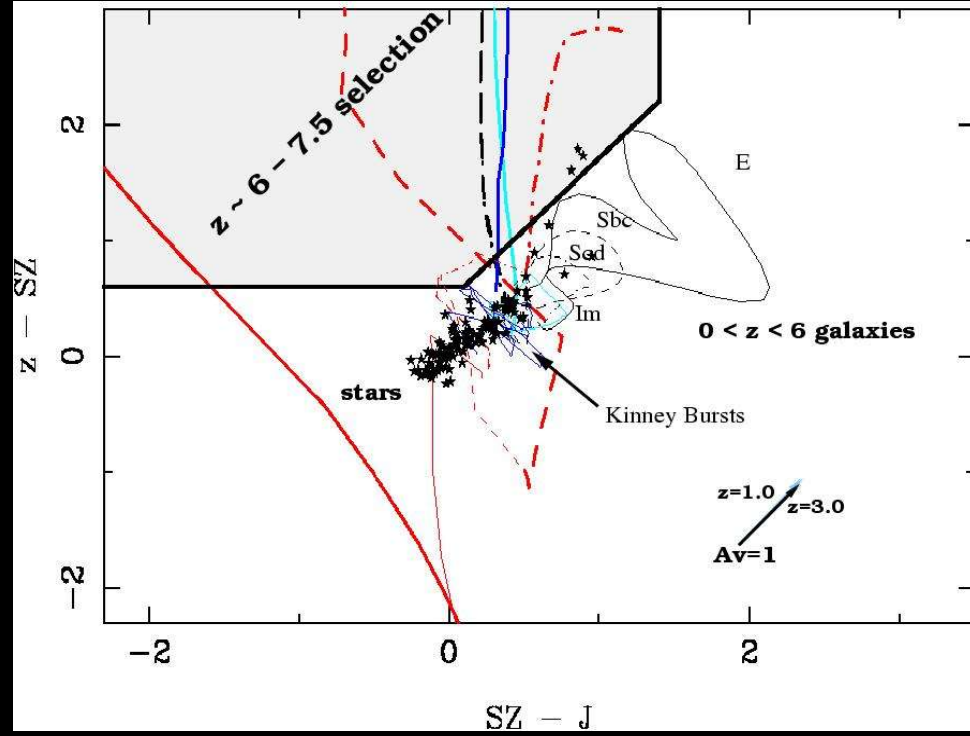 z ~ 6 - 7.5 selection
2
E
Sbc
Scd
Im
0 < z < 6 galaxies
z - SZ
0
stars
Kinney Bursts
z=1.0
z=3.0
Av=1
-2
-2
0
2
SZ - J